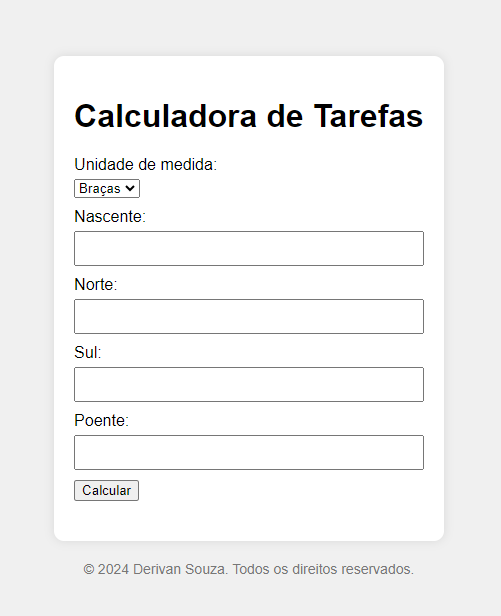 Calculadora de Tarefas
Unidade de medida:
Braças
Nascente:
Norte:
Sul:
Poente:
Calcular
© 2024 Derivan Souza. Todos os direitos reservados.